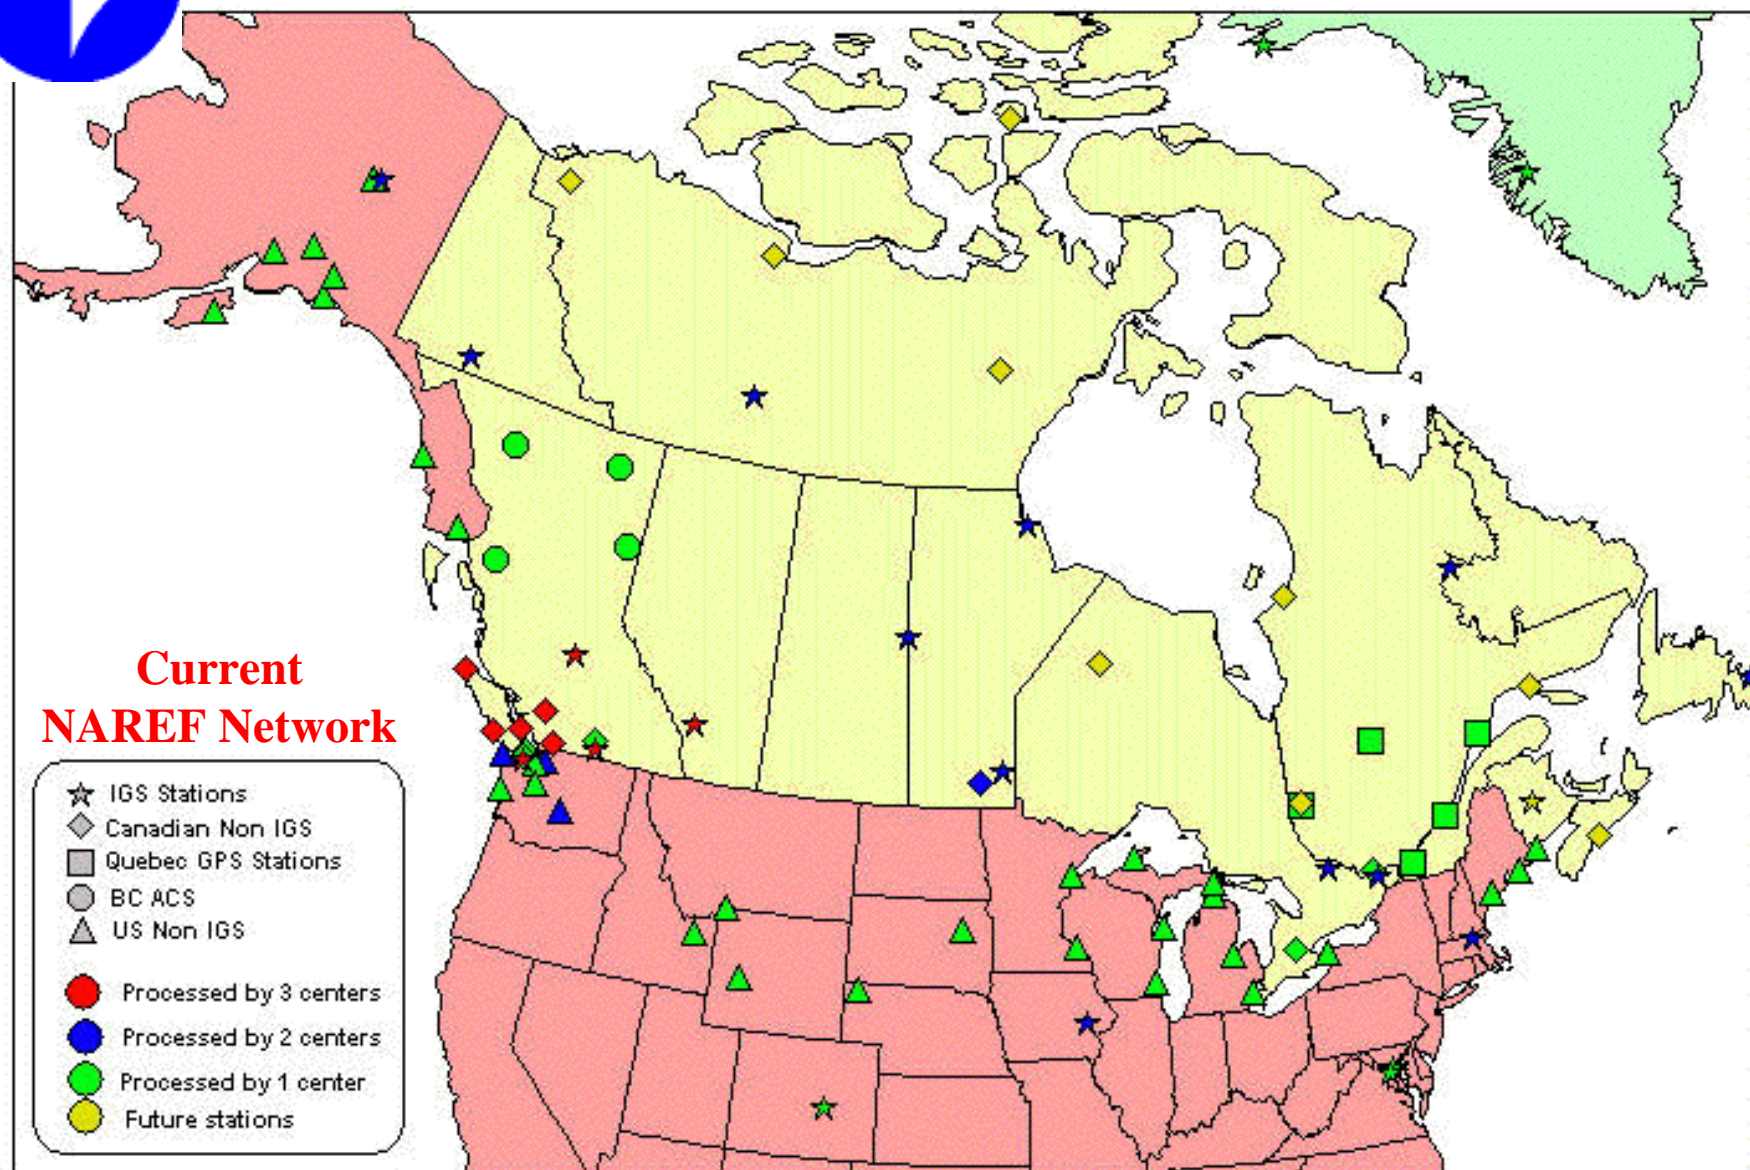 Current
NAREF Network
IGS Stations
Canadian Non IGS
Quebec GPS Stations
BC ACS
US Non IGS
Processed by 3 centers
Processed by 2 centers
Processed by 1 center
Future stations